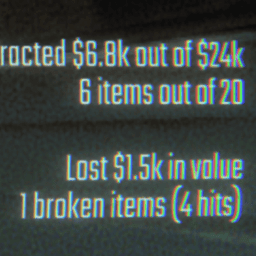 racted $6.8k out of $24k
6 items out of 20
Lost $1.5k in value
1 broken items (4 hits)